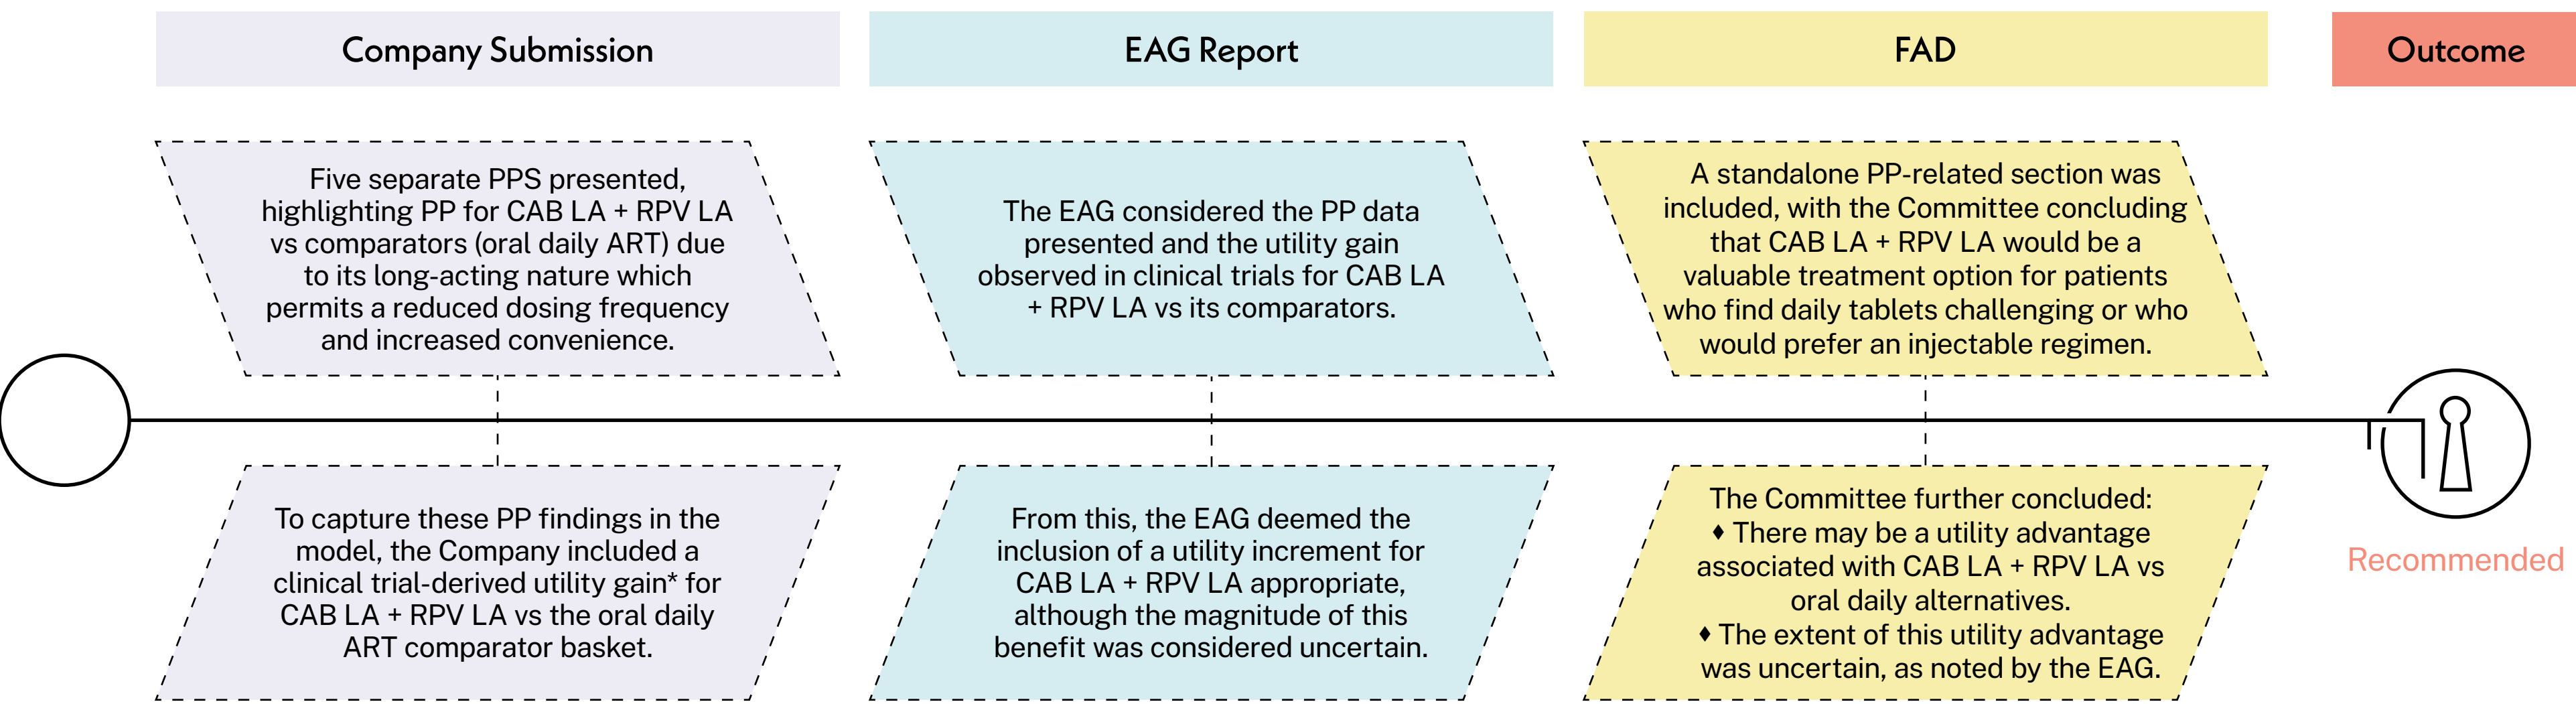 Company Submission
EAG Report
FAD
Outcome
Five separate PPS presented,
highlighting PP for CAB LA + RPV LA
vs comparators (oral daily ART) due
to its long-acting nature which
permits a reduced dosing frequency
and increased convenience.
The EAG considered the PP data
presented and the utility gain
observed in clinical trials for CAB LA
+ RPV LA vs its comparators.
A standalone PP-related section was
included, with the Committee concluding
that CAB LA + RPV LA would be a
valuable treatment option for patients
who find daily tablets challenging or who
would prefer an injectable regimen.
To capture these PP findings in the
model, the Company included a
clinical trial-derived utility gain* for
CAB LA + RPV LA vs the oral daily
ART comparator basket.
From this, the EAG deemed the
inclusion of a utility increment for
CAB LA + RPV LA appropriate,
although the magnitude of this
benefit was considered uncertain.
The Committee further concluded:
♦ There may be a utility advantage
associated with CAB LA + RPV LA vs
oral daily alternatives.
♦ The extent of this utility advantage
was uncertain, as noted by the EAG.
Recommended